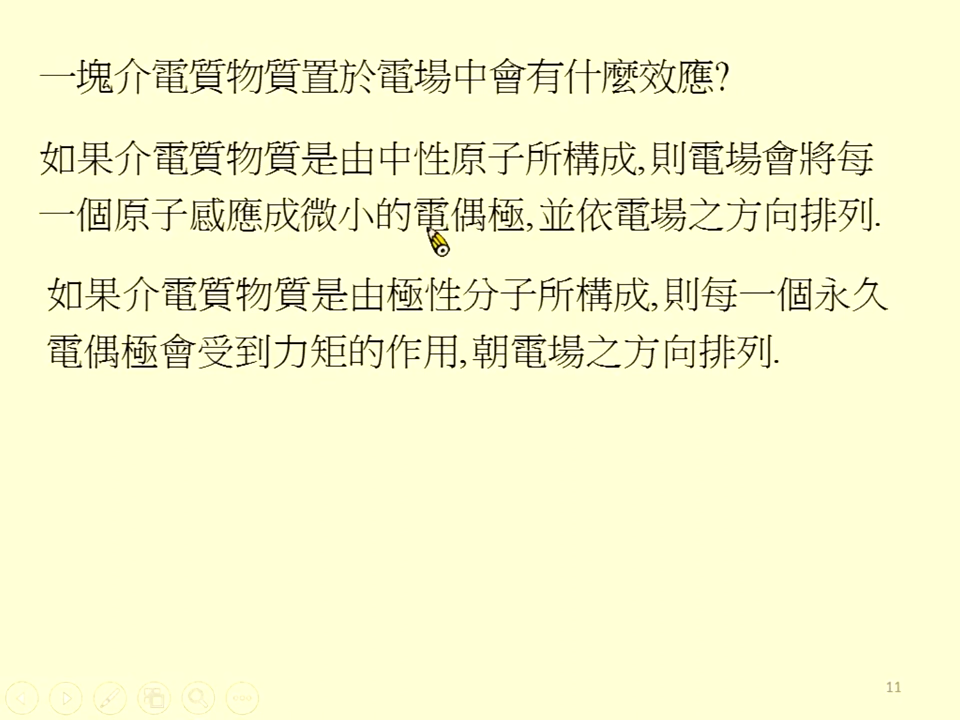 一塊介電質物質置於電場中會有什麼效應?
如果介電質物質是由中性原子所構成,則電場會將每
一個原子感應成微小的電偶極,並依電場之方向排列.
如果介電質物質是由極性分子所構成,則每一個永久
電偶極會受到力矩的作用,朝電場之方向排列.
11